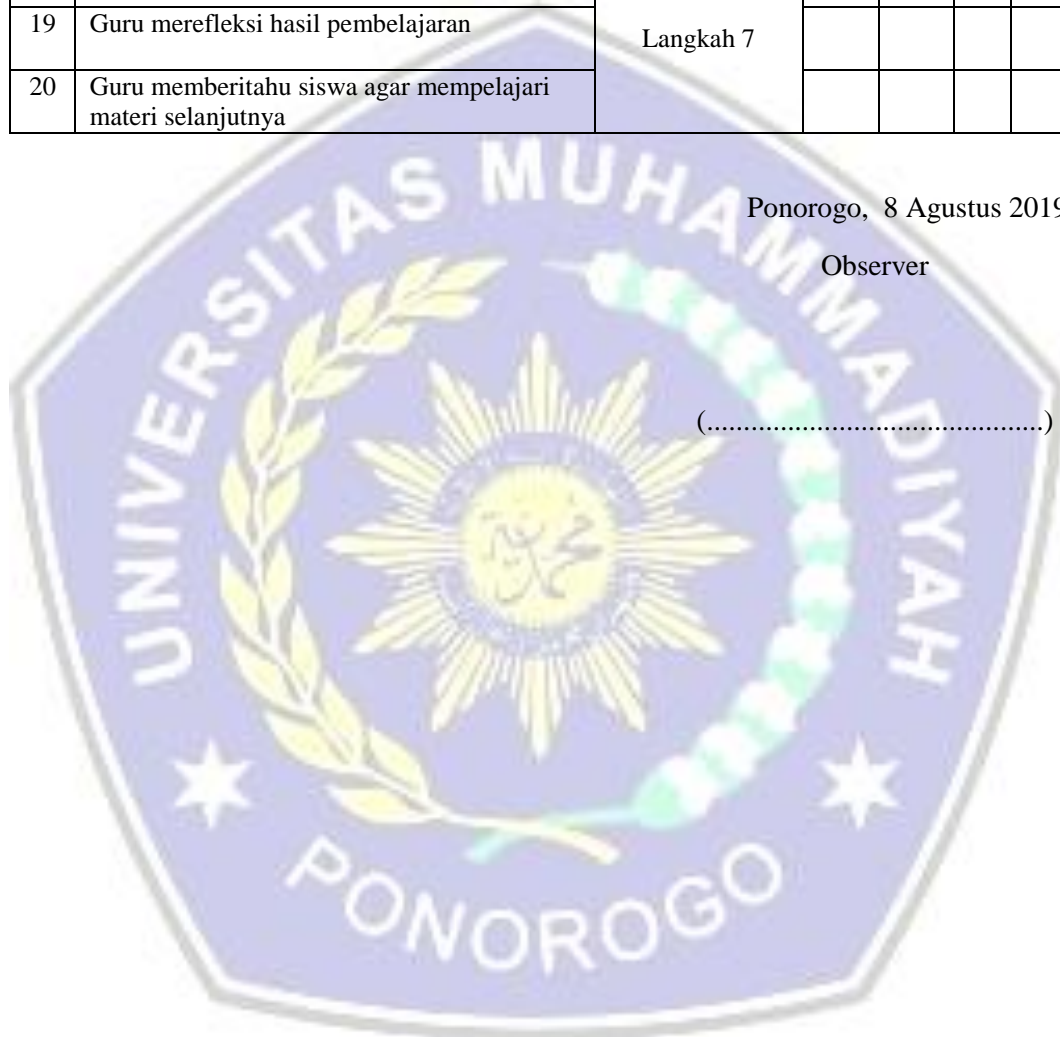 19 Guru merefleksi hasil pembelajaran
Langkah 7
20 Guru memberitahu siswa agar mempelajari
materi selanjutnya
Ponorogo, 8 Agustus 2019
Observer
(..............................................)
UNIVERSITAS MUHAMMADIYAH
PONOROGO
محمد